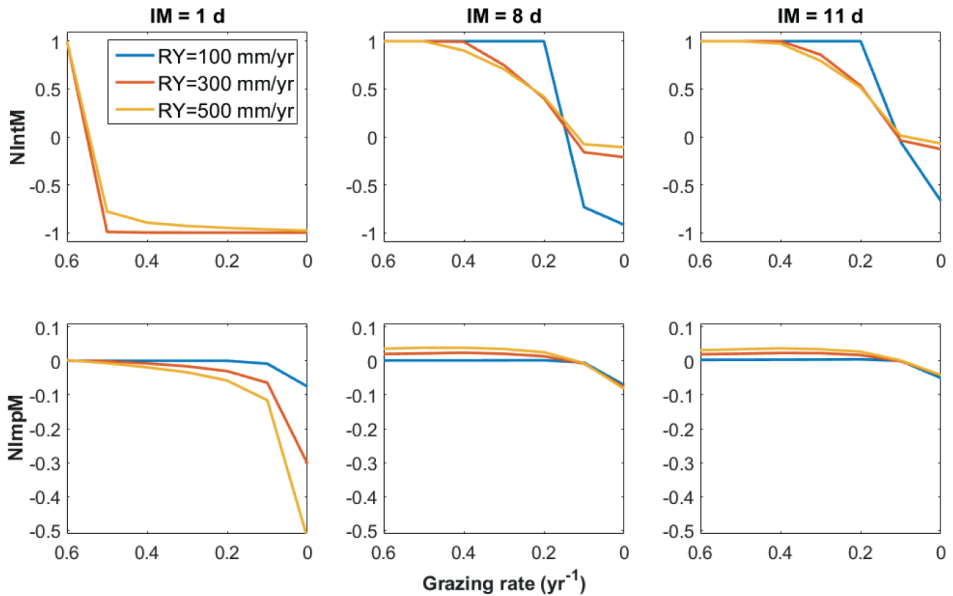 IM = 1 d
IM = 8 d
IM = 11 d
NIntM
1
0.5
0
-0.5
-1
RY=100 mm/yr
RY=300 mm/yr
RY=500 mm/yr
0.6 0.4 0.2 0
1
0.5
0
-0.5
-1
0.6 0.4 0.2 0
1
0.5
0
-0.5
-1
0.6 0.4 0.2 0
NImpM
0.1
0
-0.1
-0.2
-0.3
-0.4
-0.5
0.6 0.4 0.2 0
0.1
0
-0.1
-0.2
-0.3
-0.4
-0.5
0.6 0.4 0.2 0
0.1
0
-0.1
-0.2
-0.3
-0.4
-0.5
0.6 0.4 0.2 0
Grazing rate (yr⁻¹)